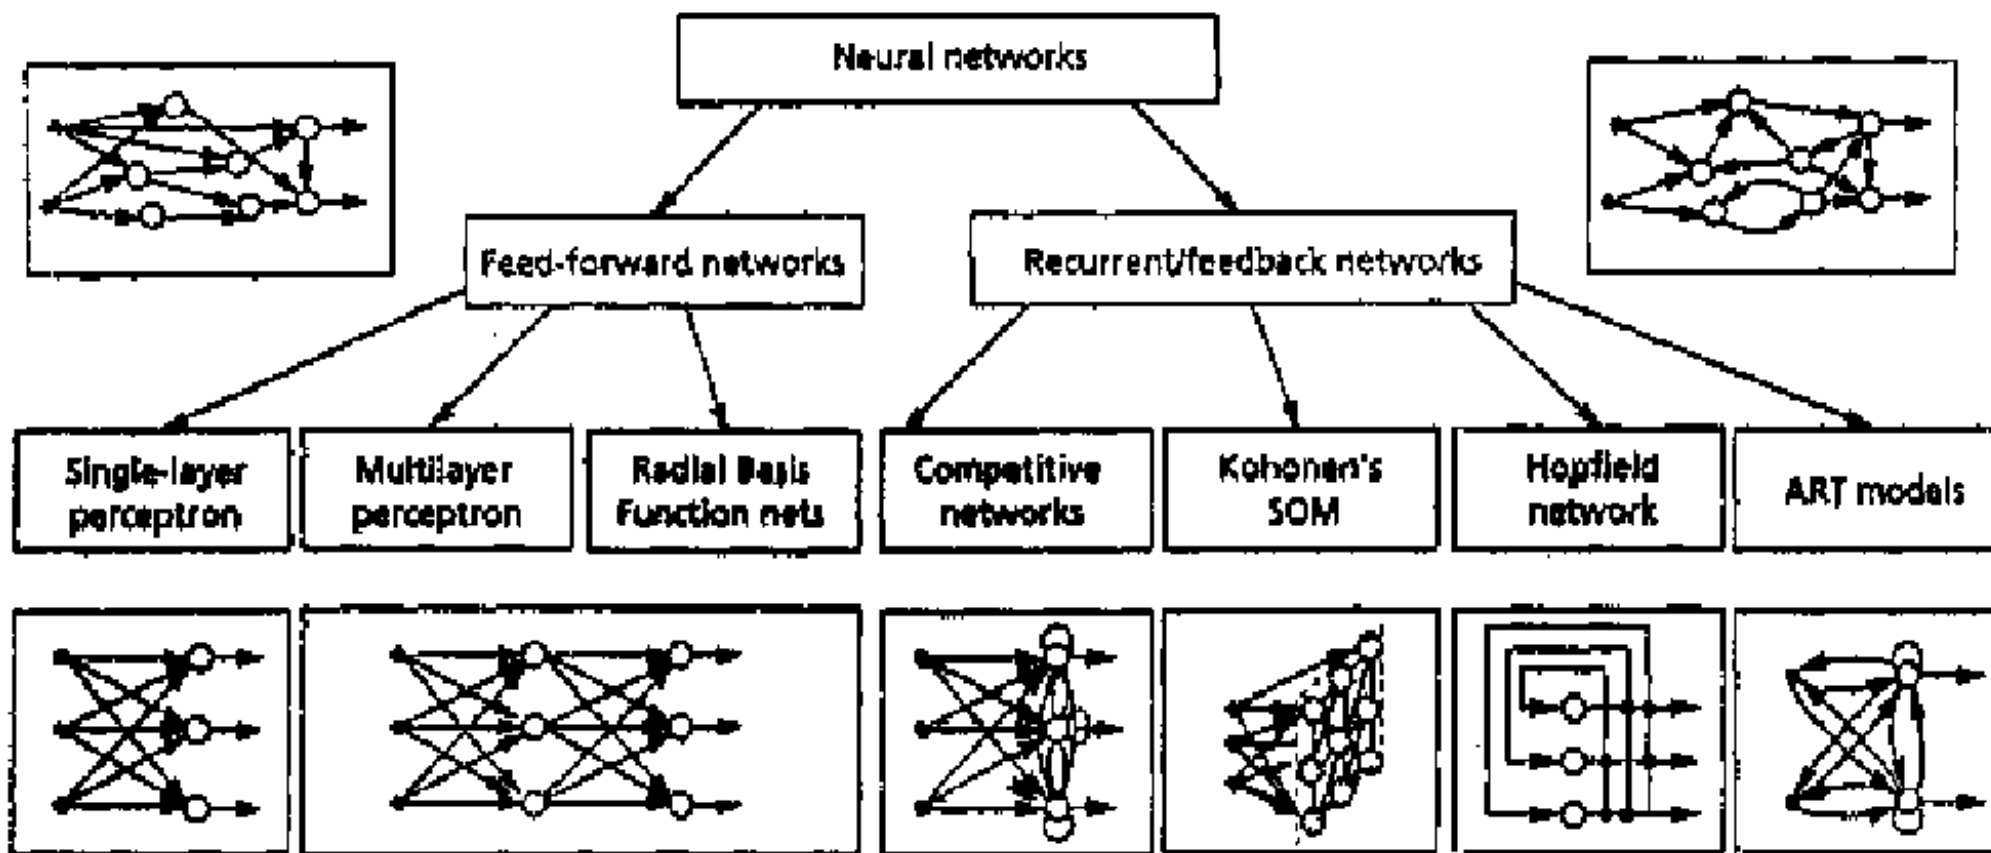 Neural networks
Feed-forward networks
Recurrent/feedback networks
Single-layer
perceptron
Multilayer
perceptron
Radial Basis
Function nets
Competitive
networks
Kohonen's
SOM
Hopfield
network
ART models